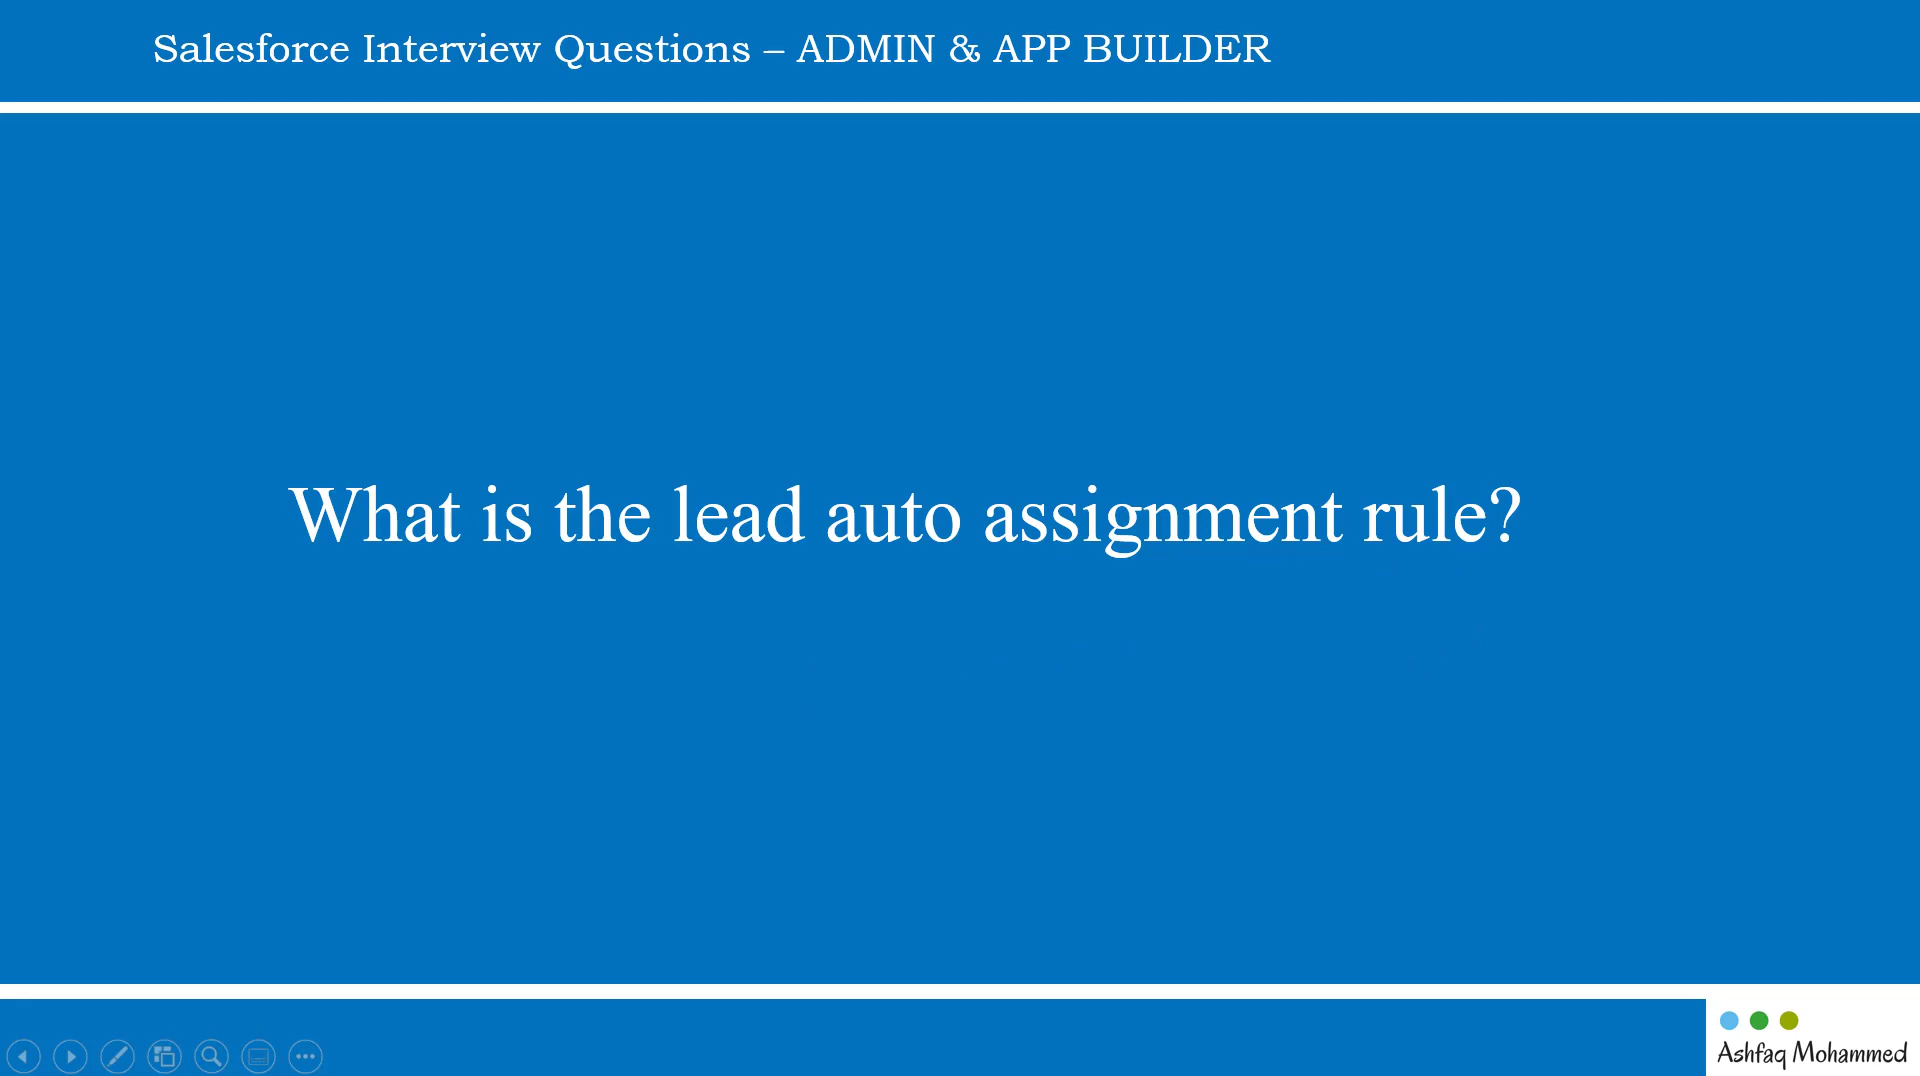 Salesforce Interview Questions – ADMIN & APP BUILDER
What is the lead auto assignment rule?
Ashfaq Mohammed